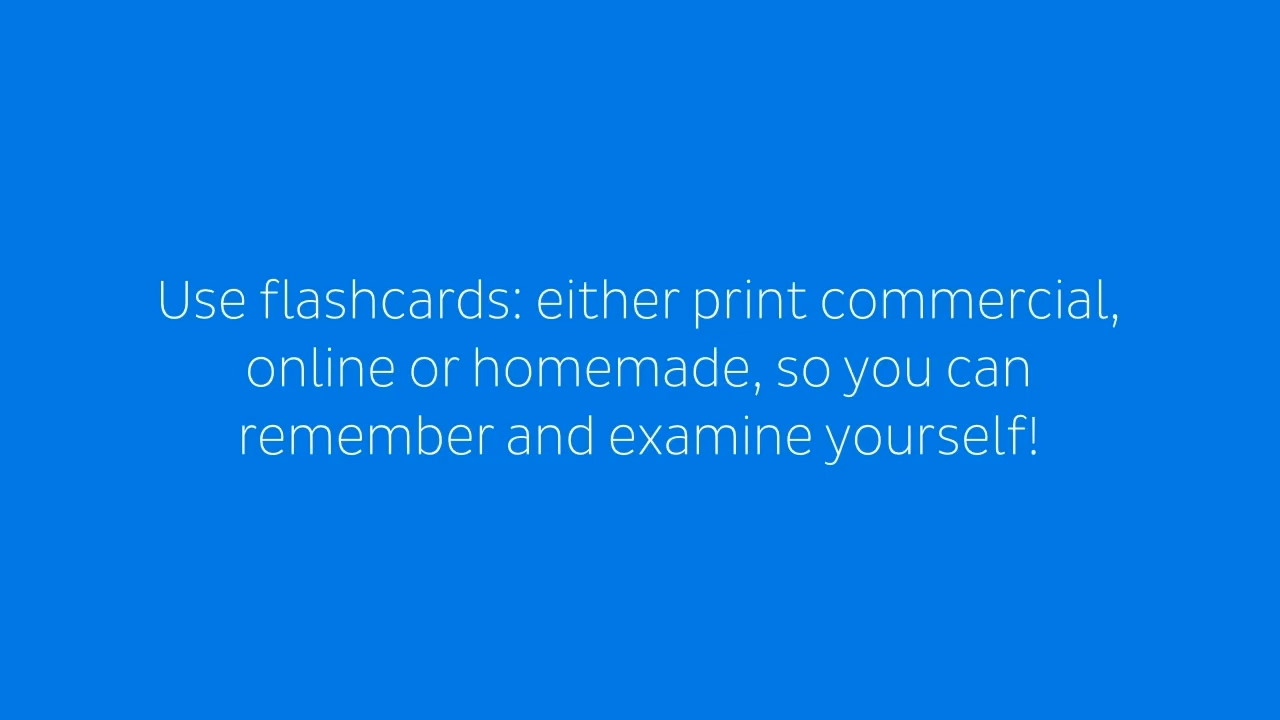 Use flashcards: either print commercial,
online or homemade, so you can
remember and examine yourself!